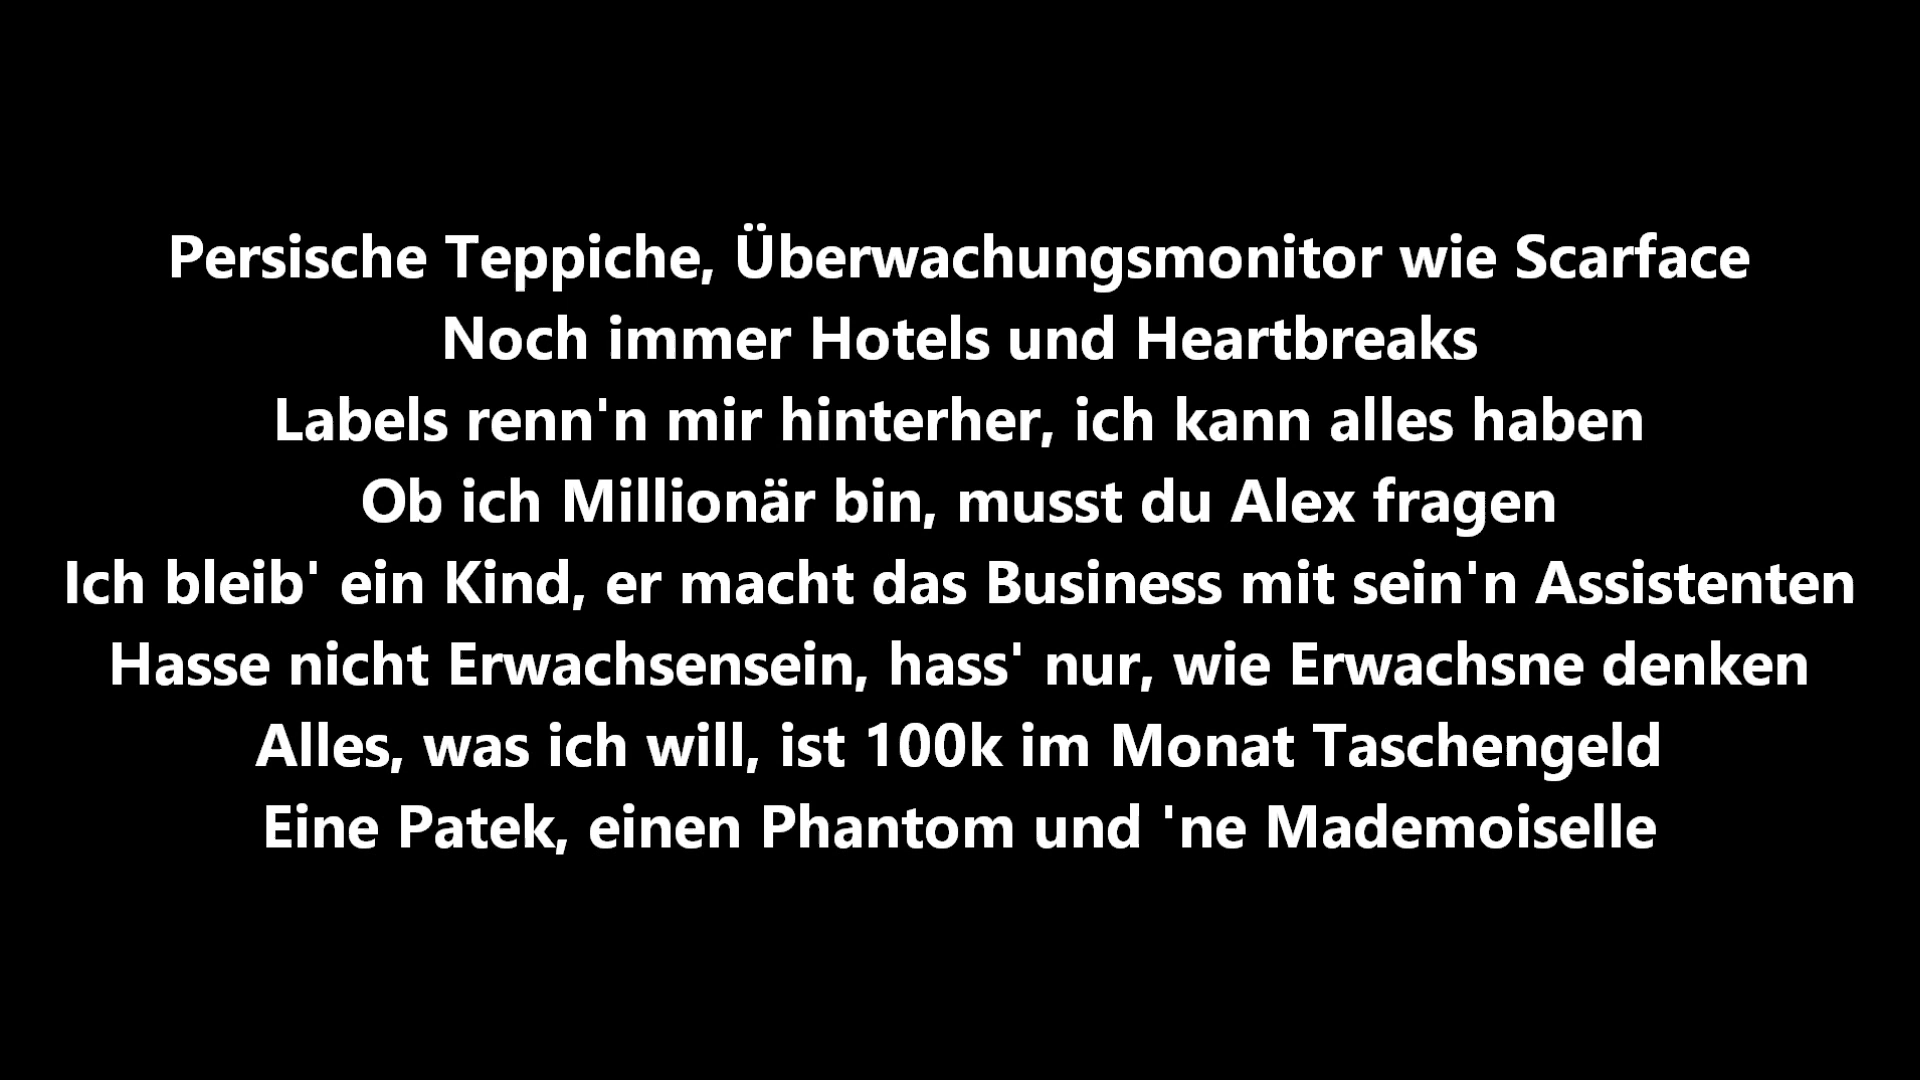 Persische Teppiche, Überwachungsmonitor wie Scarface
Noch immer Hotels und Heartbreaks
Labels renn'n mir hinterher, ich kann alles haben
Ob ich Millionär bin, musst du Alex fragen
Ich bleib' ein Kind, er macht das Business mit sein'n Assistenten
Hasse nicht Erwachsensein, hass' nur, wie Erwachsne denken
Alles, was ich will, ist 100k im Monat Taschengeld
Eine Patek, einen Phantom und 'ne Mademoiselle